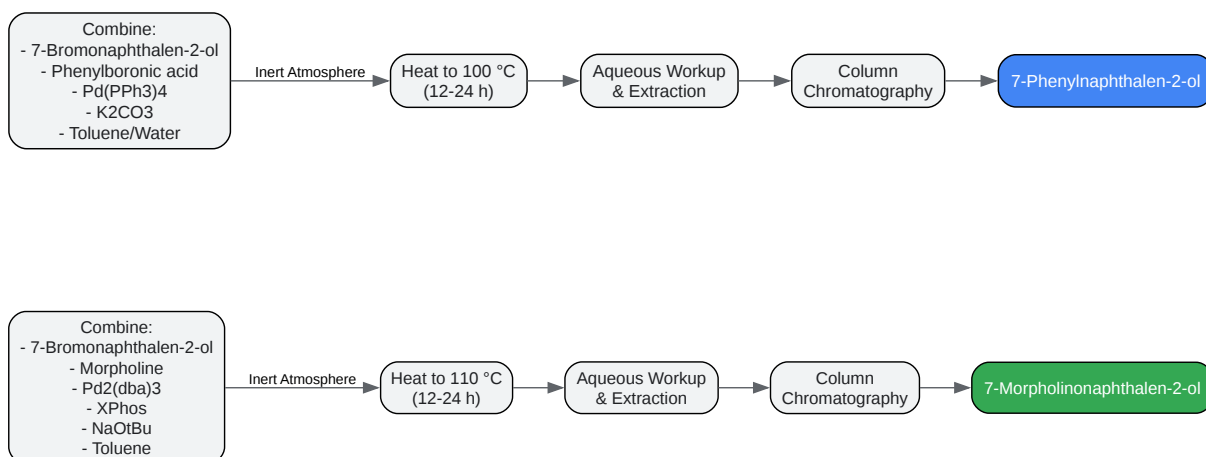 Combine:
- 7-Bromonaphthalen-2-ol
- Phenylboronic acid
- Pd(PPh3)4
- K2CO3
- Toluene/Water
Inert Atmosphere
Heat to 100 °C
(12-24 h)
Aqueous Workup
& Extraction
Column
Chromatography
7-Phenylnaphthalen-2-ol
Combine:
- 7-Bromonaphthalen-2-ol
- Morpholine
- Pd2(dba)3
- XPhos
- NaOtBu
- Toluene
Inert Atmosphere
Heat to 110 °C
(12-24 h)
Aqueous Workup
& Extraction
Column
Chromatography
7-Morpholinonaphthalen-2-ol